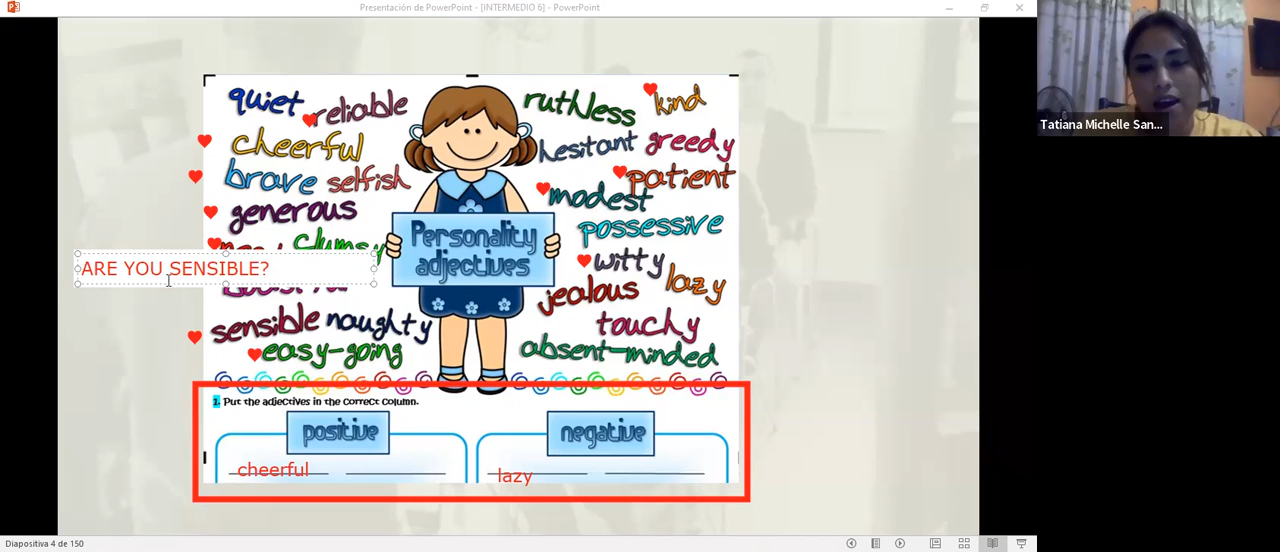 Presentación de PowerPoint - [INTERMEDIO 6] - PowerPoint
Tatiana Michelle San...
quiet
reliable
cheerful
brave selfish
generous
clumsy
ARE YOU SENSIBLE?
sensible naughty
easy-going
Personality
adjectives
ruthless
kind
hesitant greedy
patient
modest
possessive
witty
lazy
jealous
touchy
absent-minded
1. Put the adjectives in the correct column.
positive
negative
cheerful
lazy
Diapositiva 4 de 150